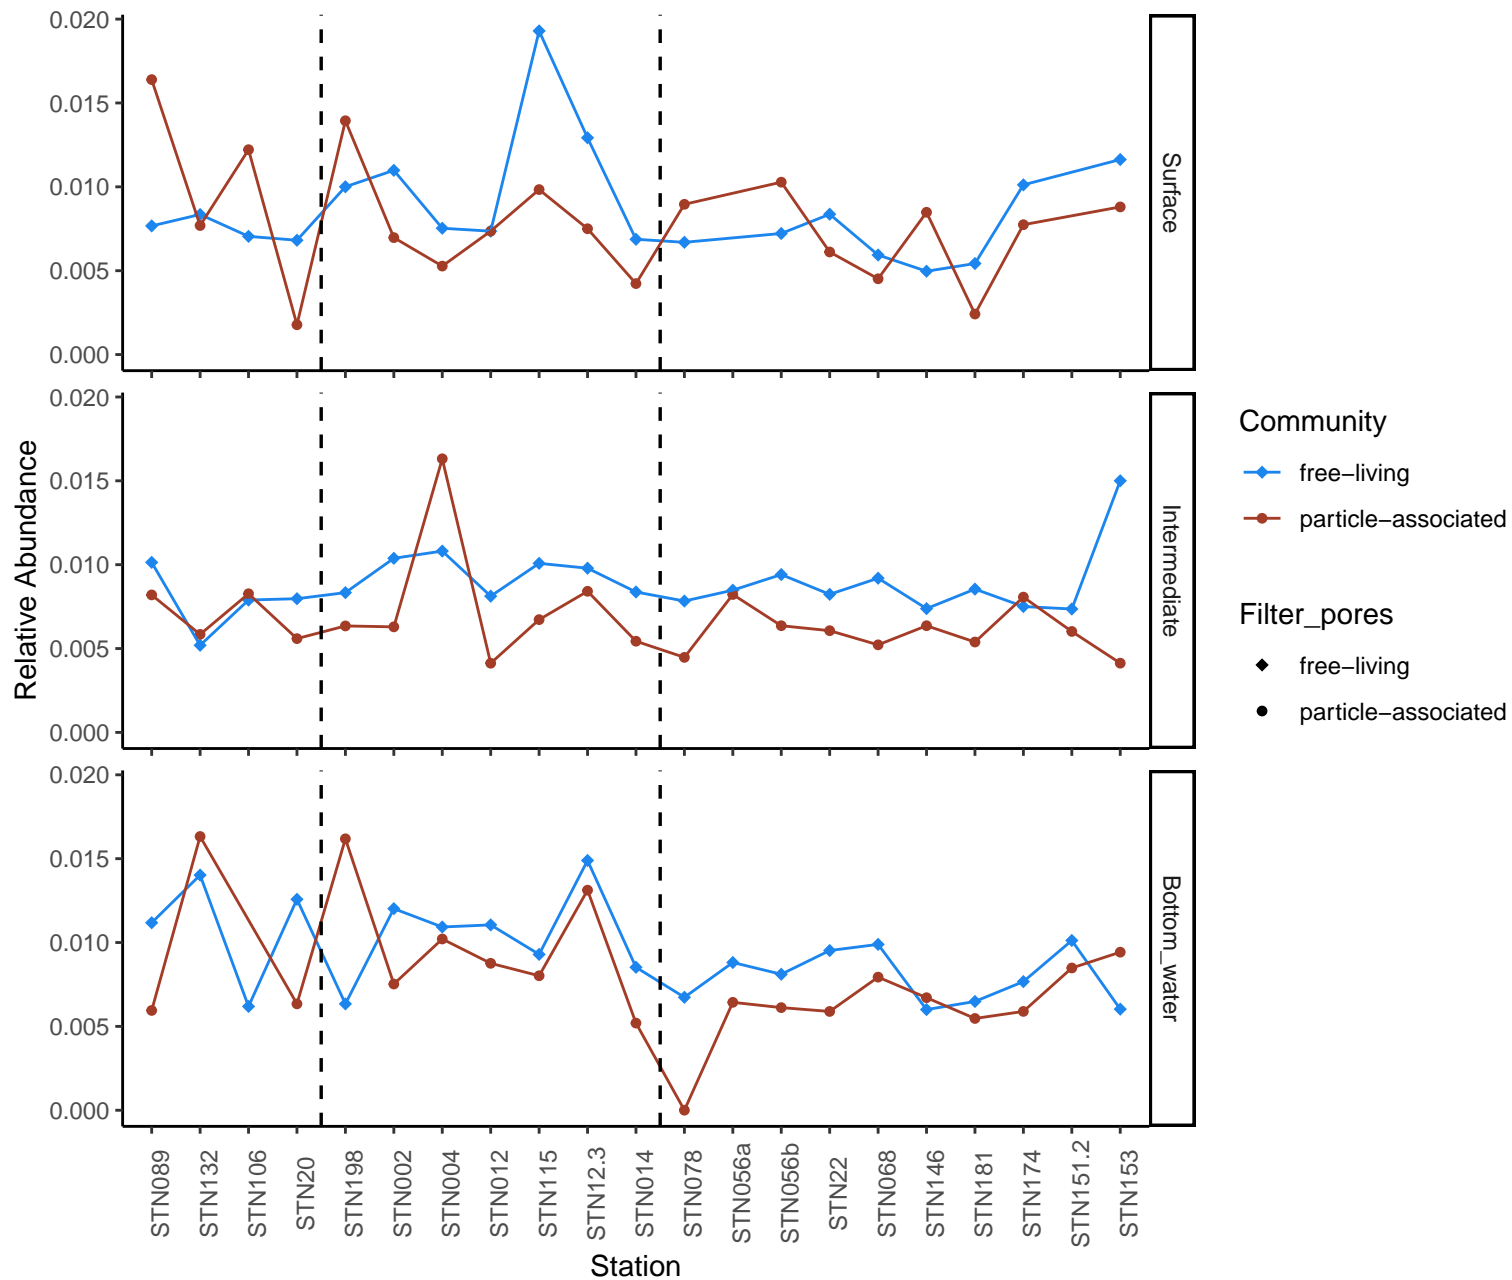 0.020
0.015
0.010
0.005
0.000
Surface
0.020
0.015
0.010
0.005
0.000
Intermediate
0.020
0.015
0.010
0.005
0.000
Bottom_water
Relative Abundance
STN089
STN132
STN106
STN20
STN198
STN002
STN004
STN012
STN115
STN12.3
STN014
STN078
STN056a
STN056b
STN22
STN068
STN146
STN181
STN174
STN151.2
STN153
Station
Community
free−living
particle−associated
Filter_pores
free−living
particle−associated